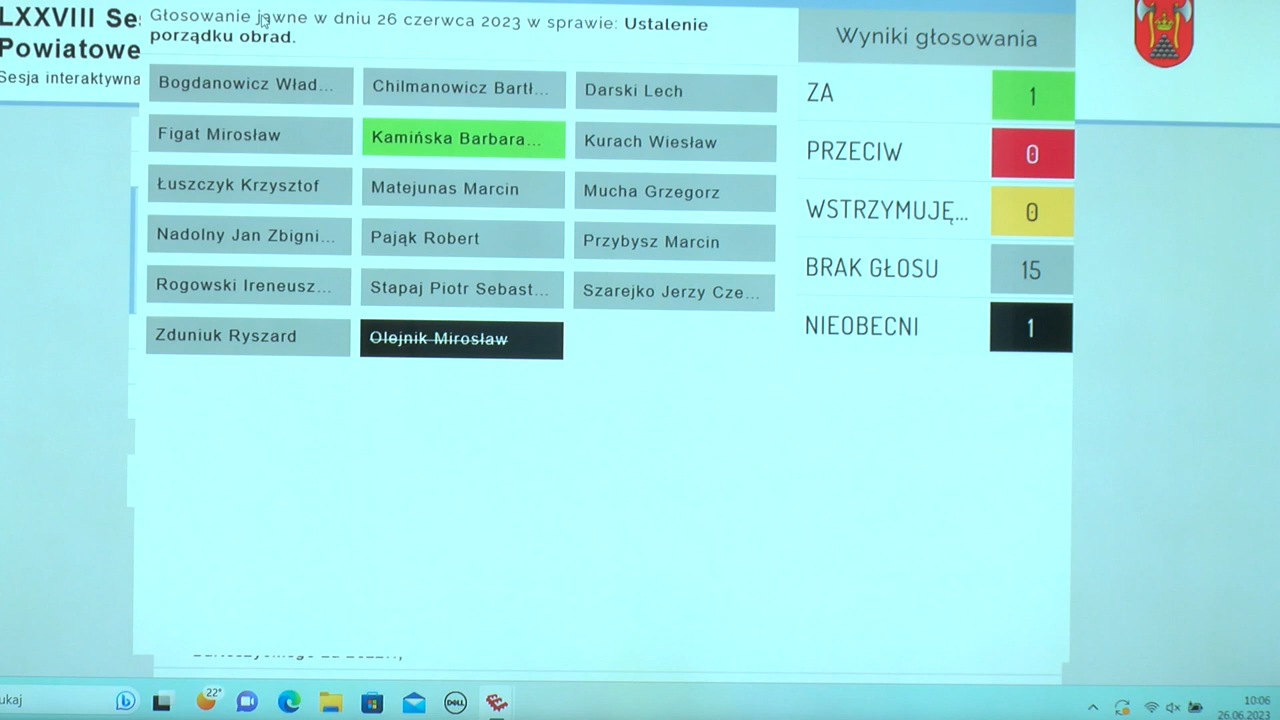 LXXVIII Se
Powiatowe
Sesja interaktywna
Głosowanie jawne w dniu 26 czerwca 2023 w sprawie: Ustalenie
porządku obrad.
Wyniki głosowania
Bogdanowicz Wład...
Chilmanowicz Bartł...
Darski Lech
Figat Mirosław
Kamińska Barbara...
Kurach Wiesław
Łuszczyk Krzysztof
Matejunas Marcin
Mucha Grzegorz
Nadolny Jan Zbigni...
Pająk Robert
Przybysz Marcin
Rogowski Ireneusz...
Stapaj Piotr Sebast...
Szarejko Jerzy Cze...
Zduniuk Ryszard
Olejnik Mirosław
ZA 1
PRZECIW 0
WSTRZYMUJĘ... 0
BRAK GŁOSU 15
NIEOBECNI 1
ukaj
22°
DELL
10:06
26.06.2023